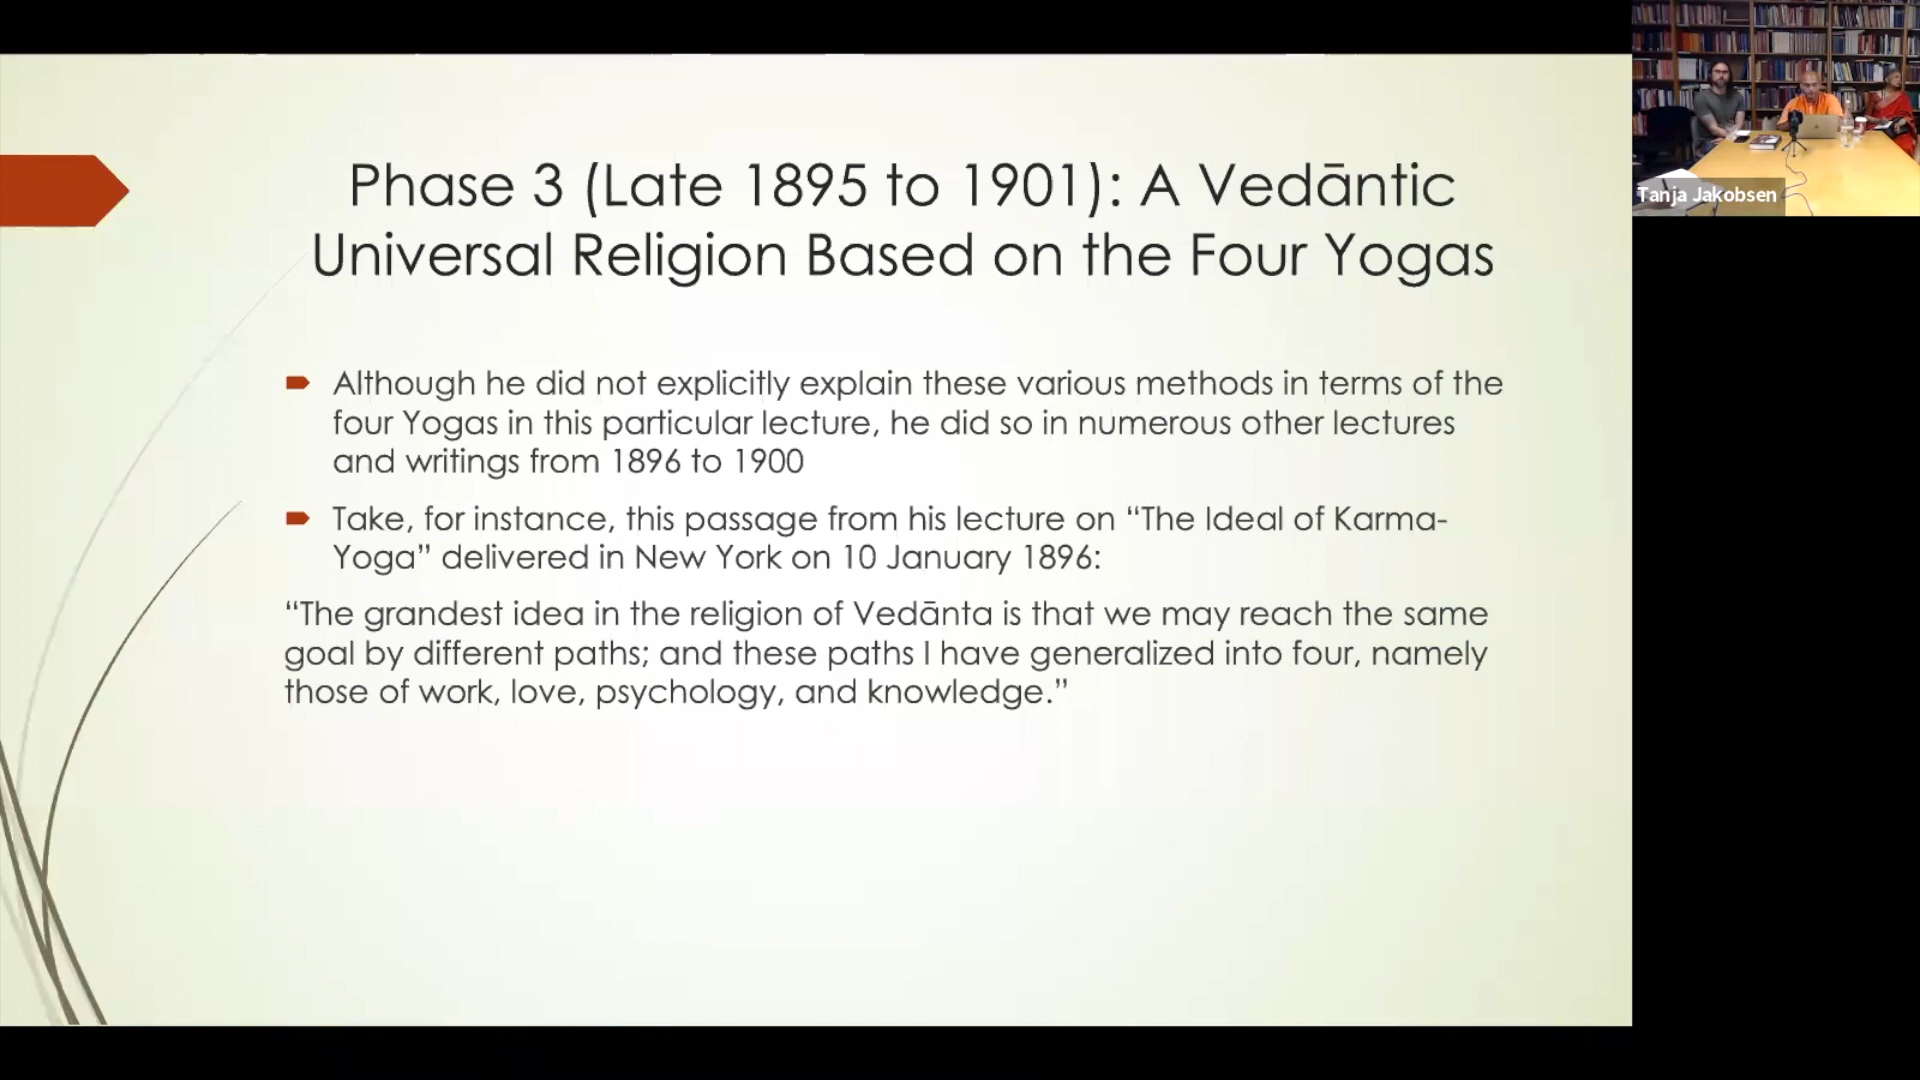 Phase 3 (Late 1895 to 1901): A Vedāntic
Universal Religion Based on the Four Yogas
Although he did not explicitly explain these various methods in terms of the
four Yogas in this particular lecture, he did so in numerous other lectures
and writings from 1896 to 1900
Take, for instance, this passage from his lecture on “The Ideal of Karma-
Yoga” delivered in New York on 10 January 1896:
“The grandest idea in the religion of Vedānta is that we may reach the same
goal by different paths; and these paths I have generalized into four, namely
those of work, love, psychology, and knowledge.”
Tanja Jakobsen